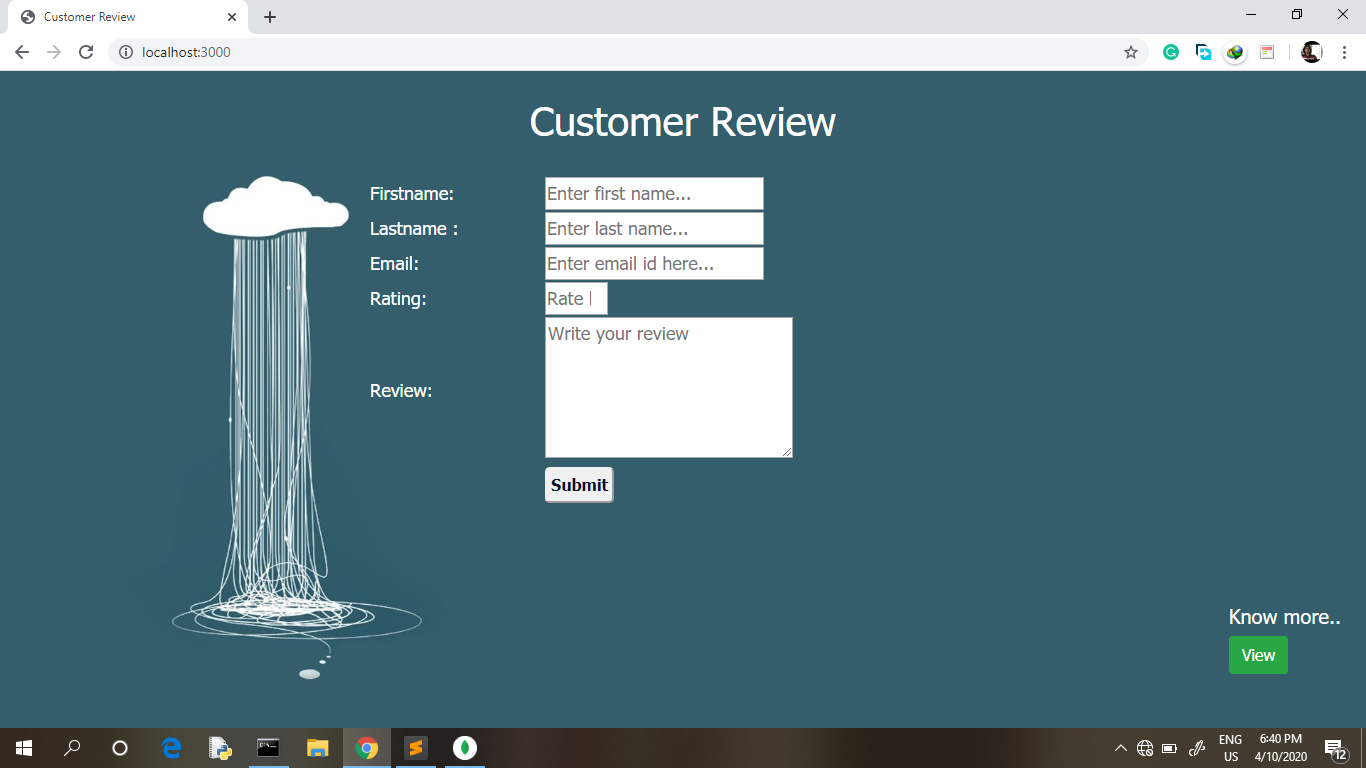 Customer Review
localhost:3000
Customer Review
Firstname: Enter first name...
Lastname : Enter last name...
Email: Enter email id here...
Rating: Rate
Write your review
Review:
Submit
Know more..
View
ENG 6:40 PM
US 4/10/2020
12